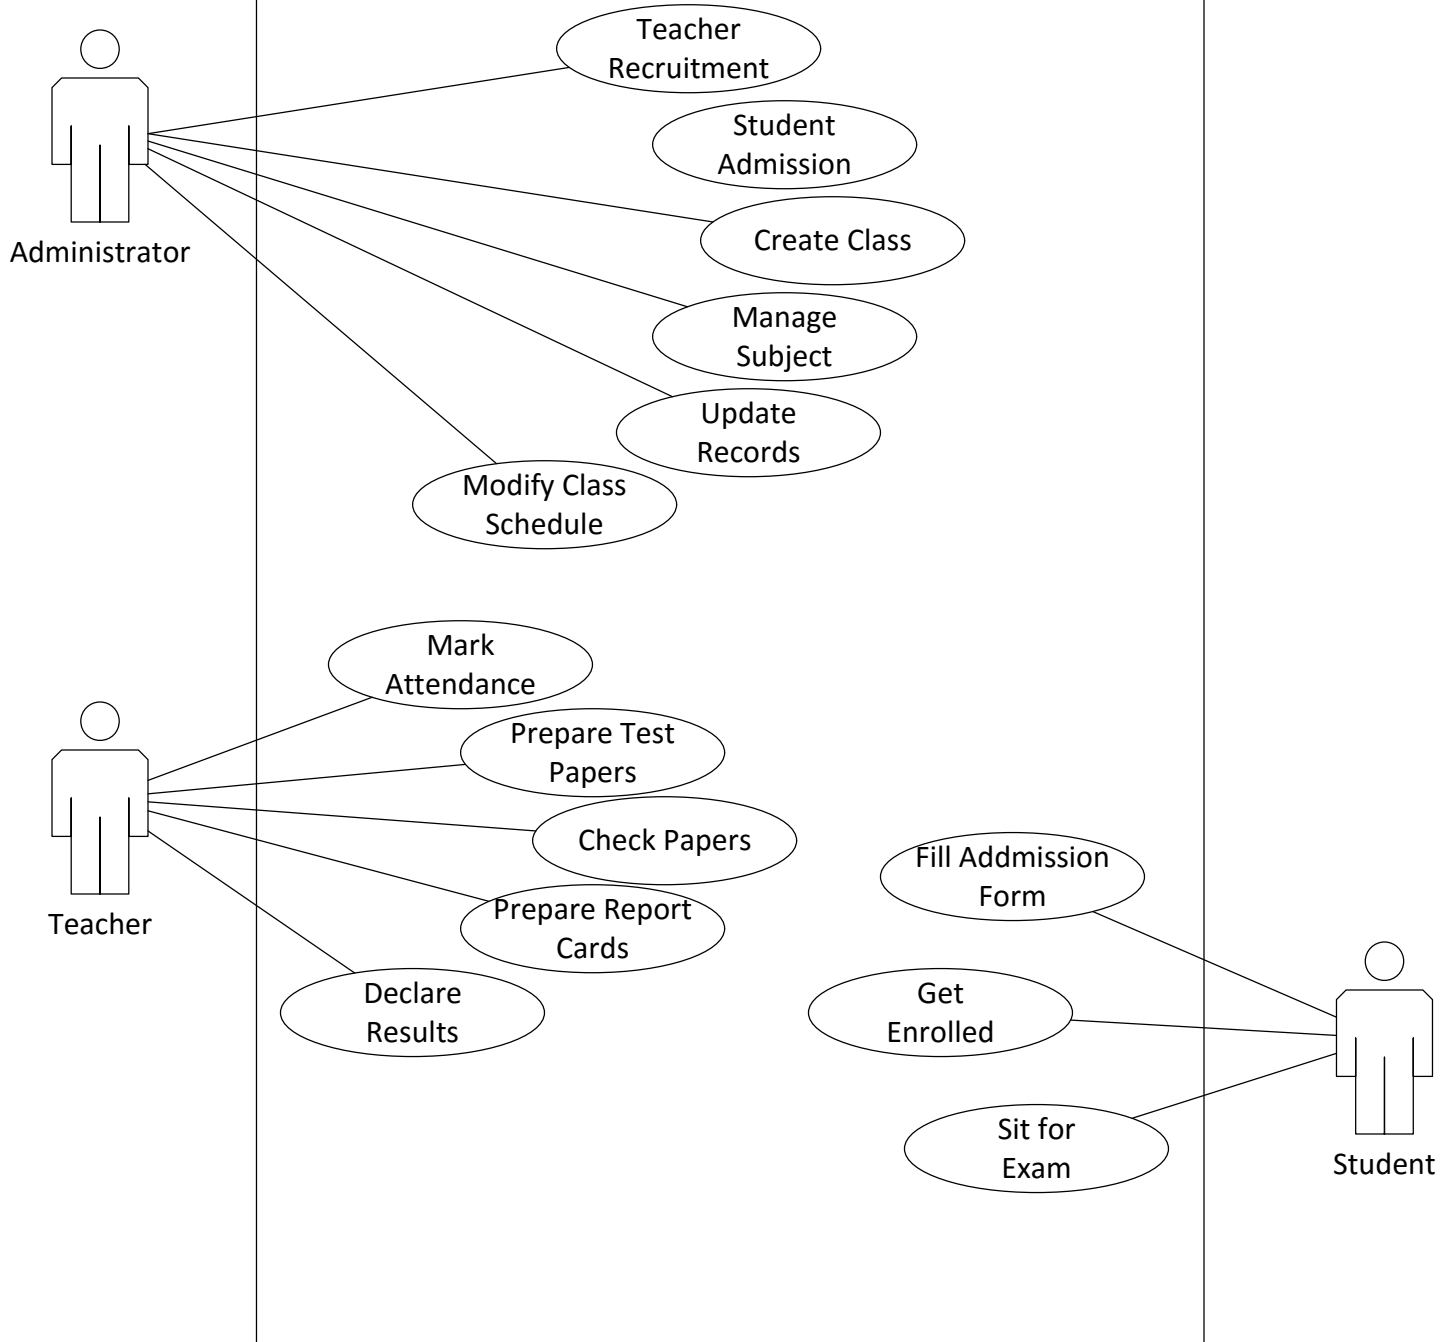 Teacher
Recruitment
Student
Admission
Create Class
Administrator
Manage
Subject
Update
Records
Modify Class
Schedule
Mark
Attendance
Prepare Test
Papers
Check Papers
Fill Addmission
Form
Prepare Report
Cards
Teacher
Declare
Results
Get
Enrolled
Sit for
Exam
Student